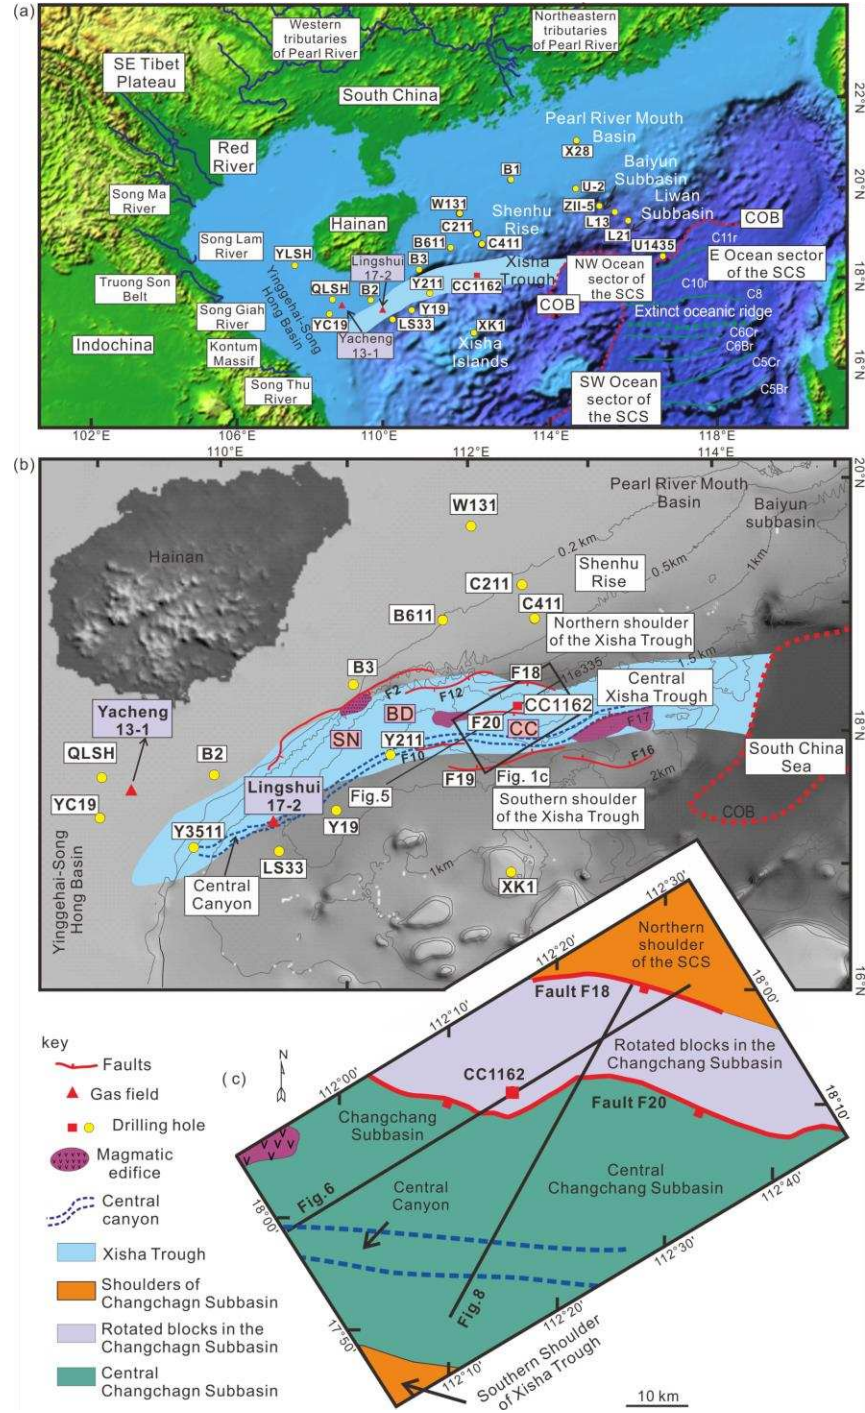 (a)
Western
tributaries
of Pearl River
Northeastern
tributaries
of Pearl River
SE Tibet
Plateau
South China
22°N
Pearl River Mouth
Basin
X28
Red
River
B1
Baiyun
Subbasin
20°N
U-2
Song Ma
River
W131
ZII-5
Liwan
Subbasin
Hainan
Shenhu
Rise
L13
COB
C211
L21
Song Lam
River
YLSH
B611
C411
U1435
C11r
Lingshui
17-2
B3
Xisha
Trough
E Ocean sector
of the SCS
NW Ocean
sector of
the SCS
18°N
Truong Son
Belt
QLSH
B2
Y211
CC1162
C10r
C8
Yinggehai-Song
Hong Basin
COB
Extinct oceanic ridge
Song Giah
River
YC19
Y19
LS33
XK1
C6Cr
C6Br
Indochina
Kontum
Massif
Yacheng
13-1
Xisha
Islands
C5Cr
16°N
Song Thu
River
SW Ocean
sector of
the SCS
C5Br
102°E
106°E
110°E
114°E
118°E
(b)
110°E
112°E
114°E
20°N
Pearl River Mouth
Basin
Baiyun
subbasin
W131
0.2 km
Hainan
Shenhu
Rise
0.5km
1km
C211
B611
C411
Northern shoulder
of the Xisha Trough
1.5 km
B3
F18
11e335
Central
Xisha Trough
F2
F12
Yacheng
13-1
BD
CC1162
SN
F20
CC
F17
18°N
Y211
QLSH
B2
F10
F16
South China
Sea
F19
Fig. 1c
2km
Lingshui
17-2
Fig.5
YC19
Southern shoulder
of the Xisha Trough
COB
Y3511
Y19
LS33
1km
XK1
Central
Canyon
Yinggehai-Song
Hong Basin
16°N
112°30'
112°20'
Northern
shoulder
of the SCS
Fault F18
18°00'
112°10'
key
Faults
N
(c)
Rotated blocks in the
Changchang Subbasin
CC1162
112°00'
Gas field
Fault F20
18°10'
Drilling hole
Changchang
Subbasin
Magmatic
edifice
Central
Changchang Subbasin
112°40'
Fig.6
Central
Canyon
Central
canyon
18°00'
112°30'
Xisha Trough
Shoulders of
Changchagn Subbasin
Fig.8
112°20'
Rotated blocks in the
Changchagn Subbasin
17°50'
112°10'
Southern Shoulder
of Xisha Trough
Central
Changchagn Subbasin
10 km